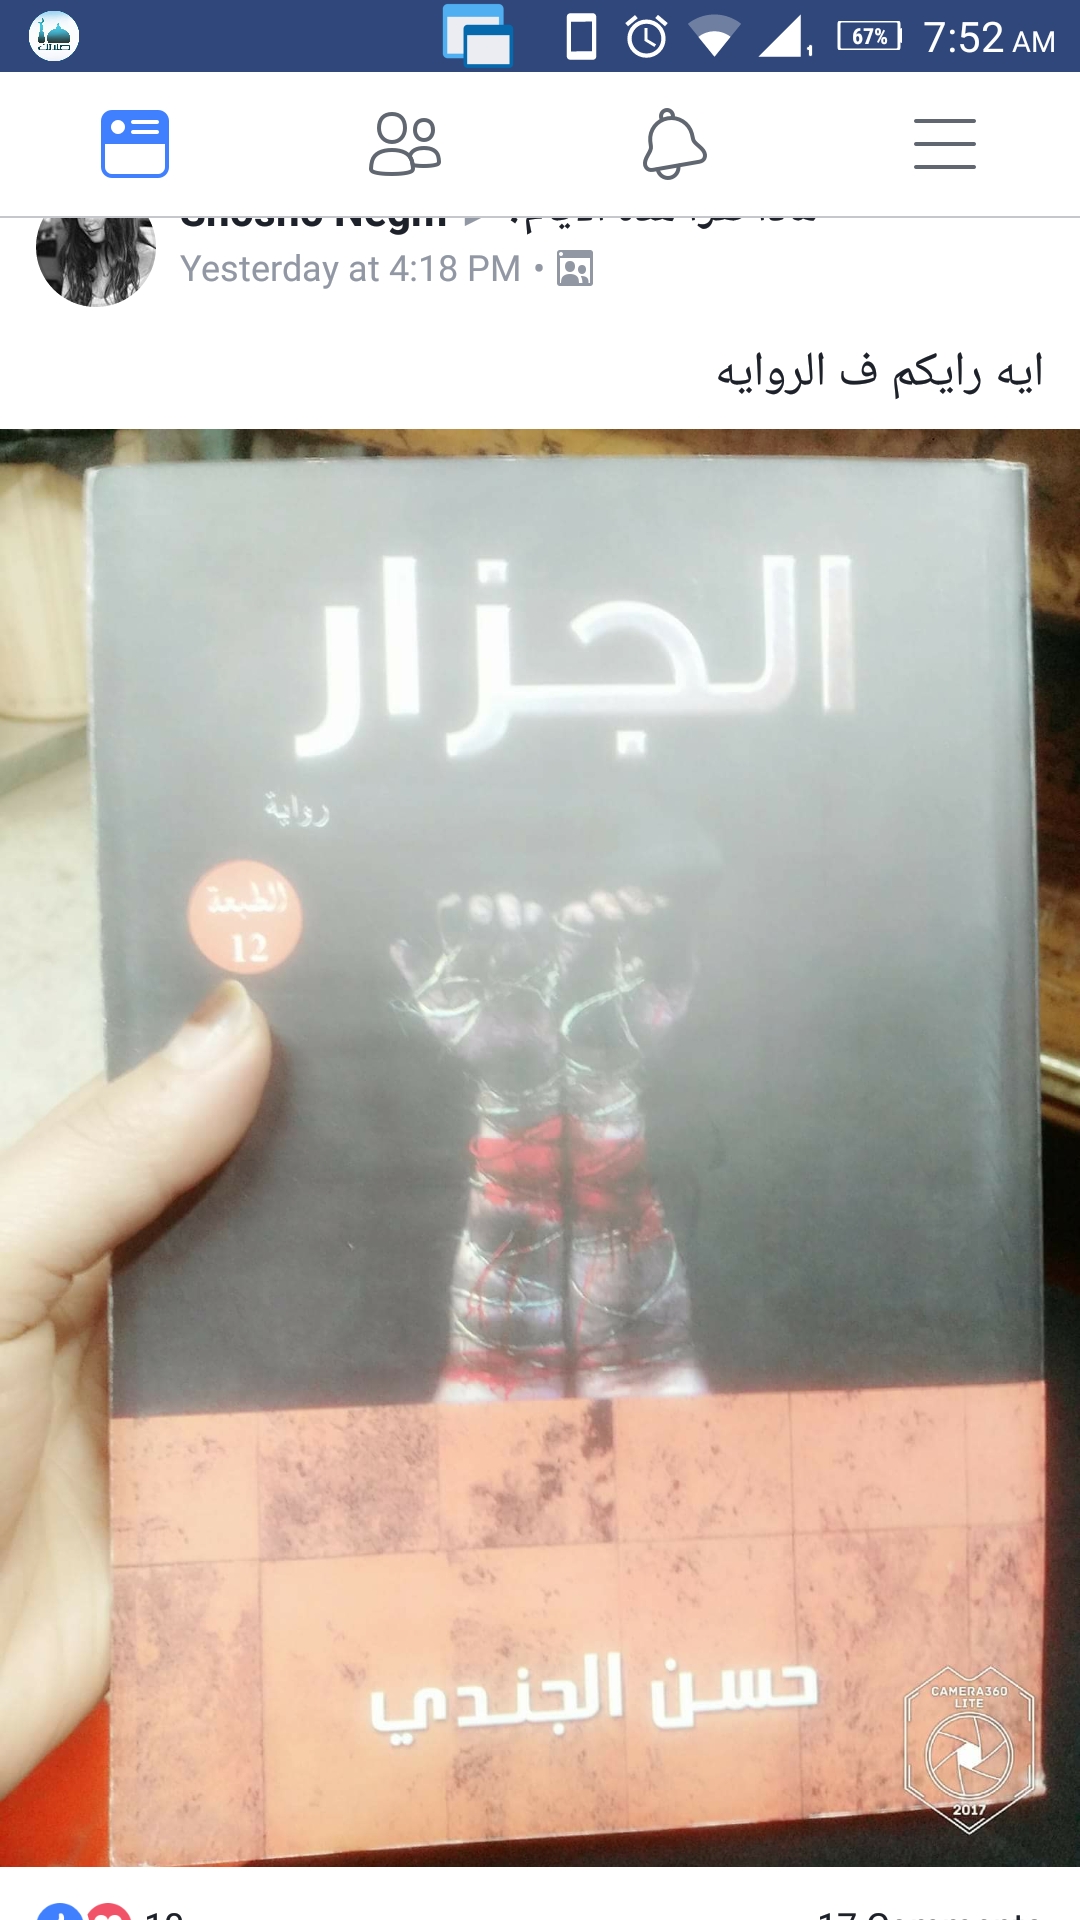 67%
7:52 AM
Yesterday at 4:18 PM
ايه رايكم ف الروايه
الجزار
رواية
الطبعة
12
حسن الجندي
CAMERA360
LITE
2017